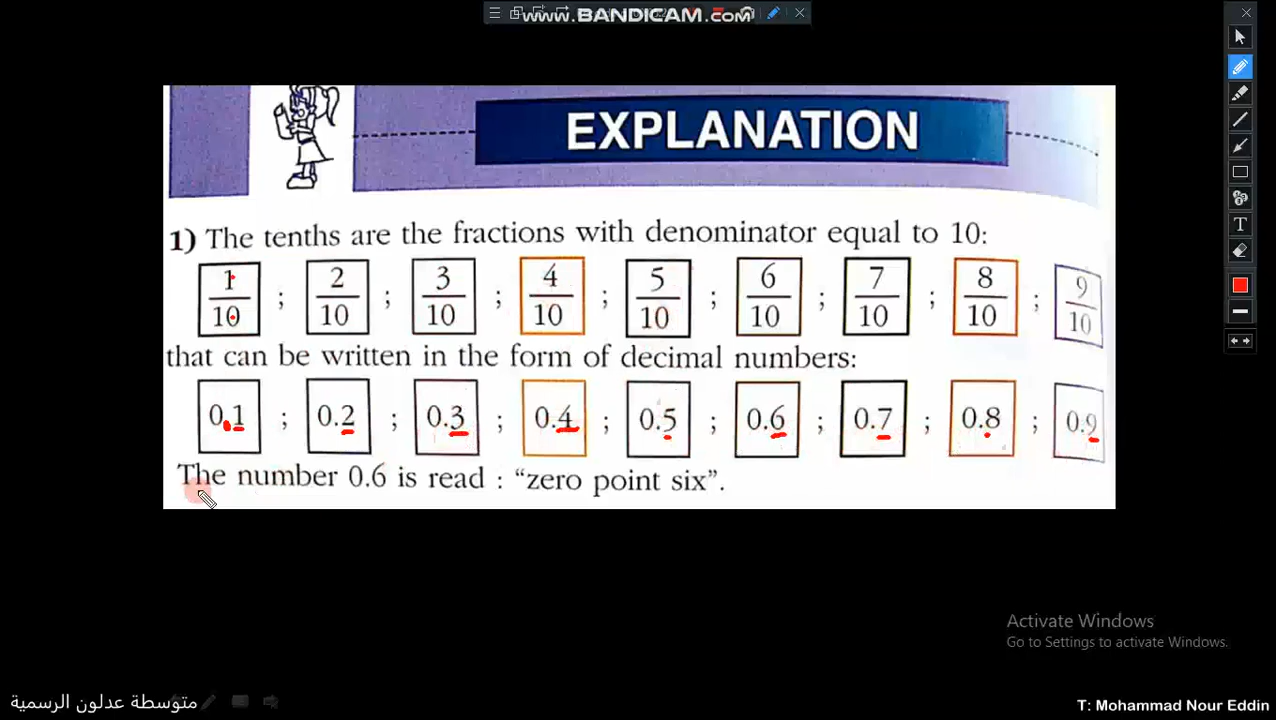 www.BANDICAM.com
EXPLANATION
1) The tenths are the fractions with denominator equal to 10:
1/10 ; 2/10 ; 3/10 ; 4/10 ; 5/10 ; 6/10 ; 7/10 ; 8/10 ; 9/10
that can be written in the form of decimal numbers:
0.1 ; 0.2 ; 0.3 ; 0.4 ; 0.5 ; 0.6 ; 0.7 ; 0.8 ; 0.9
The number 0.6 is read : “zero point six”.
Activate Windows
Go to Settings to activate Windows.
متوسطة عدلون الرسمية
T: Mohammad Nour Eddin